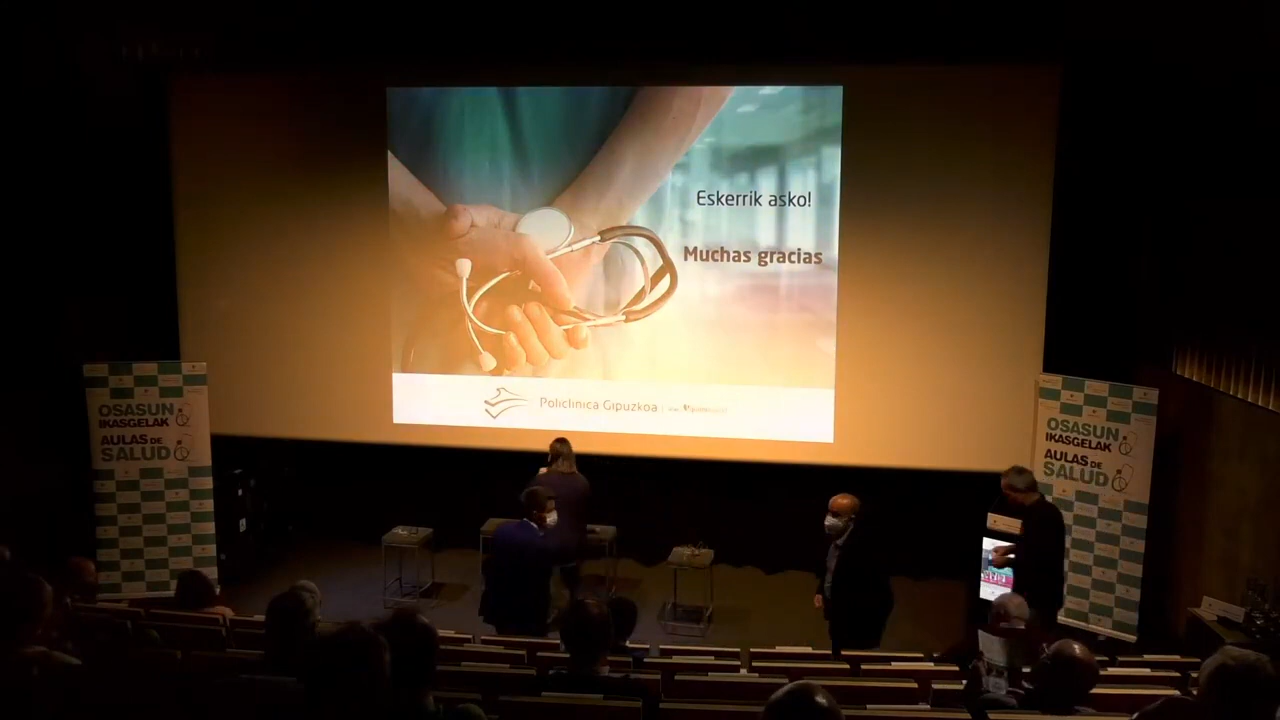 Eskerrik asko!
Muchas gracias
Policlínica Gipuzkoa
OSASUN
IKASGELAK
AULAS DE
SALUD
OSASUN
IKASGELAK
AULAS DE
SALUD